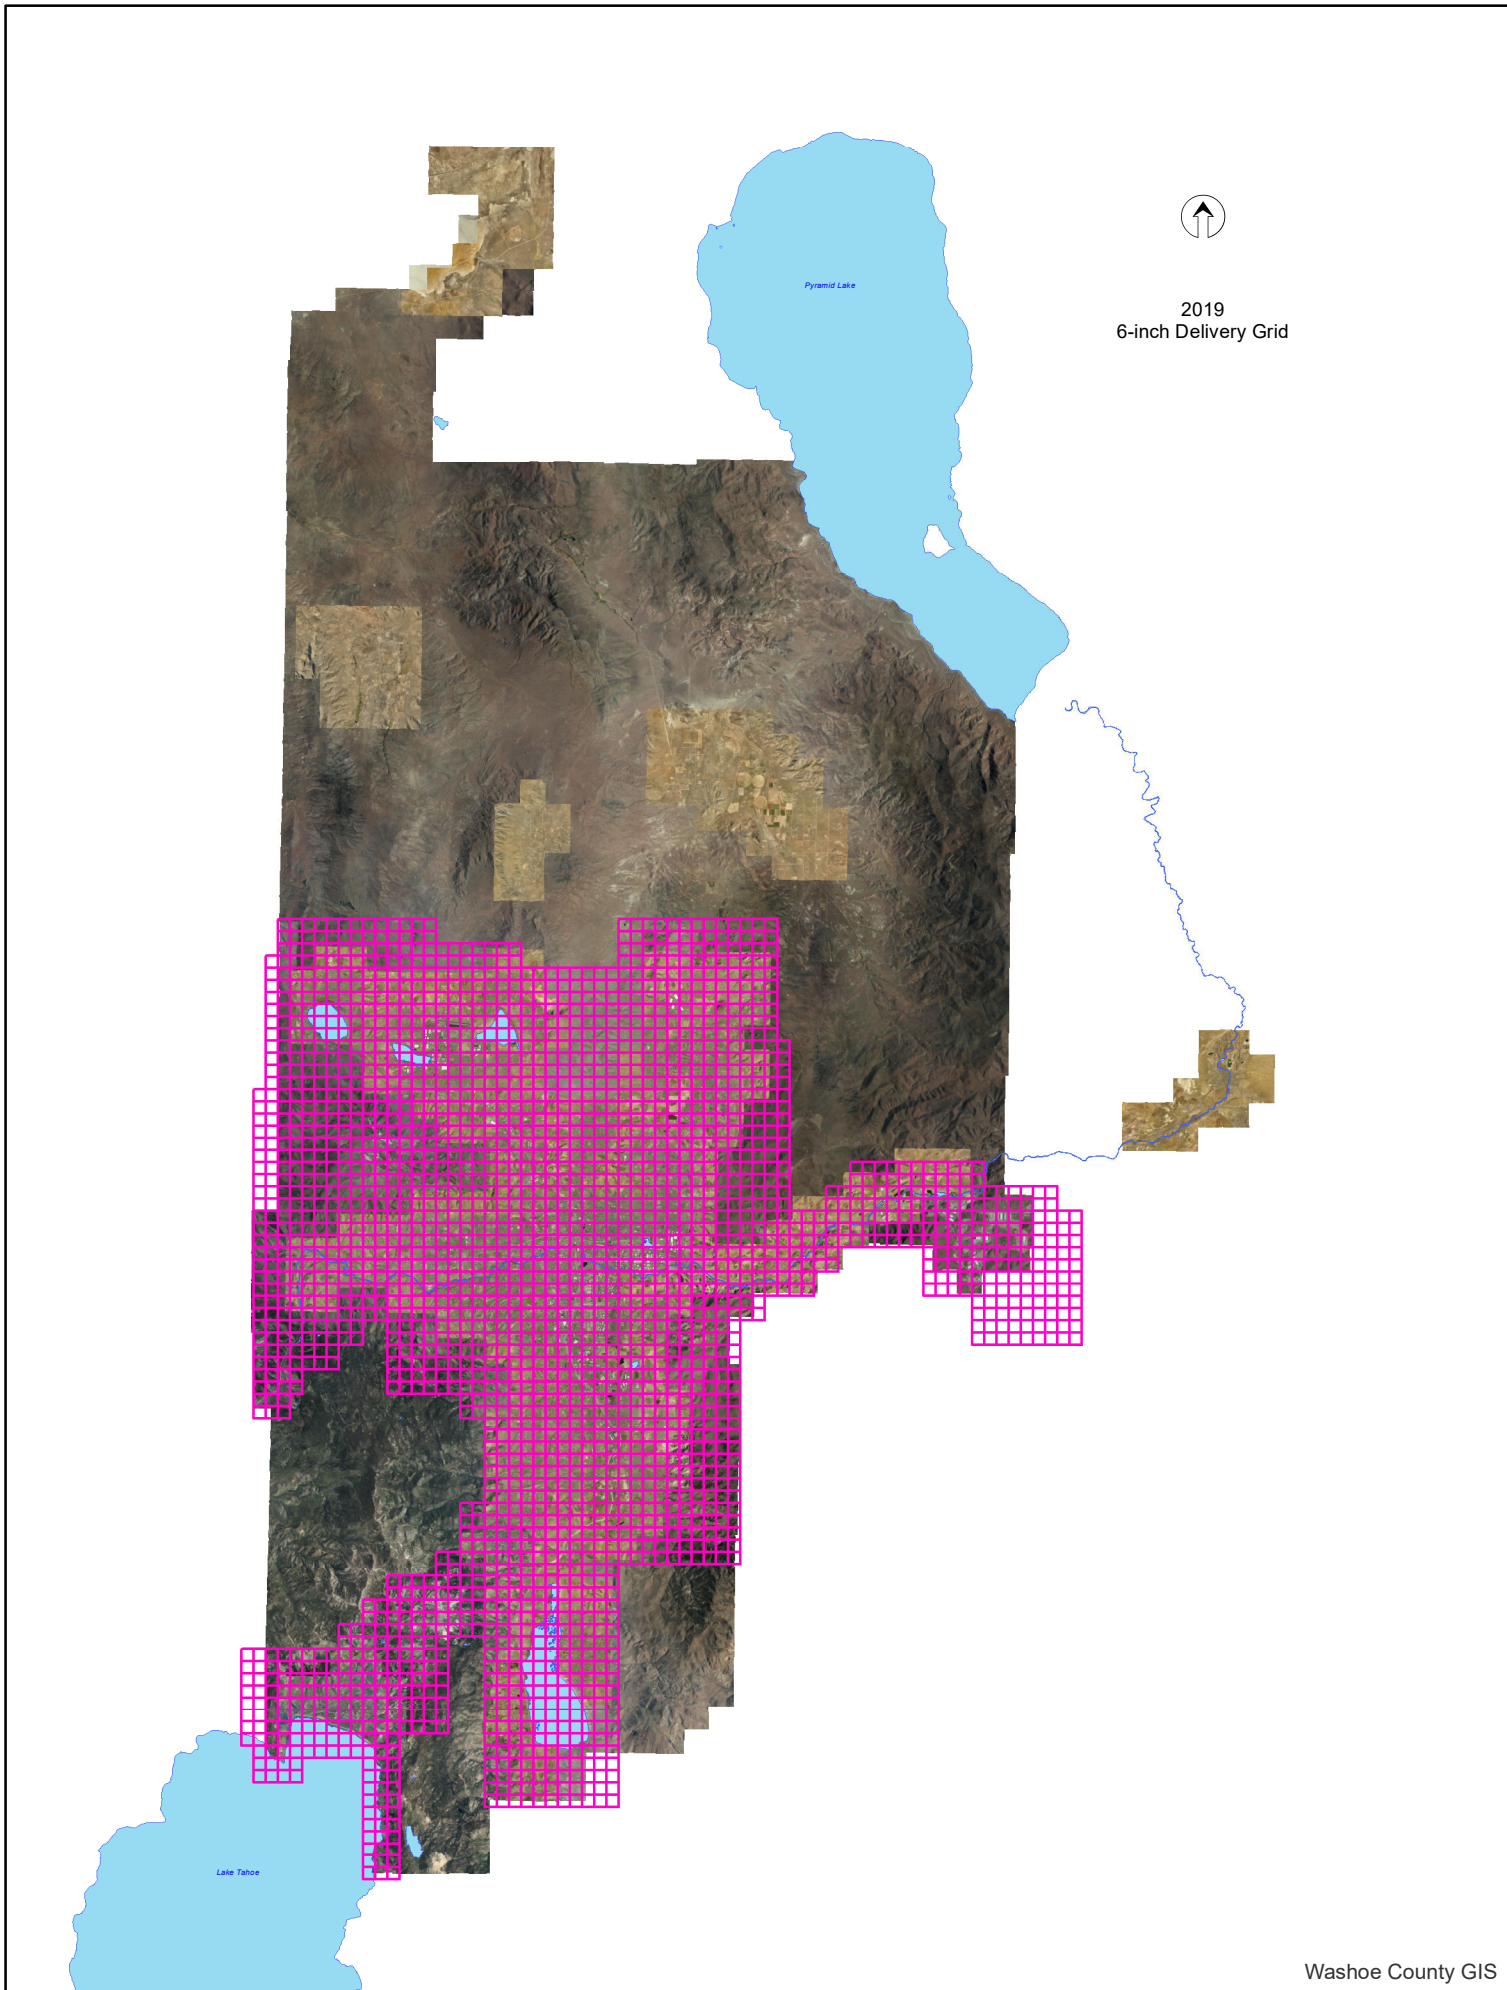 Pyramid Lake
2019
6-inch Delivery Grid
Lake Tahoe
Washoe County GIS